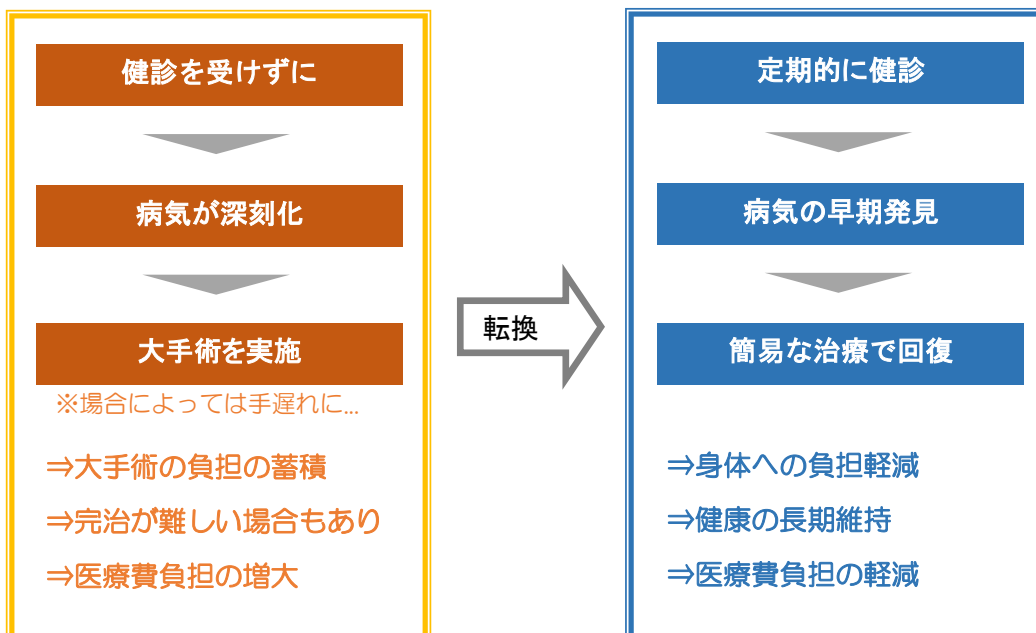 健診を受けずに
病気が深刻化
大手術を実施
※場合によっては手遅れに...
⇒大手術の負担の蓄積
⇒完治が難しい場合もあり
⇒医療費負担の増大
転換
定期的に健診
病気の早期発見
簡易な治療で回復
⇒身体への負担軽減
⇒健康の長期維持
⇒医療費負担の軽減